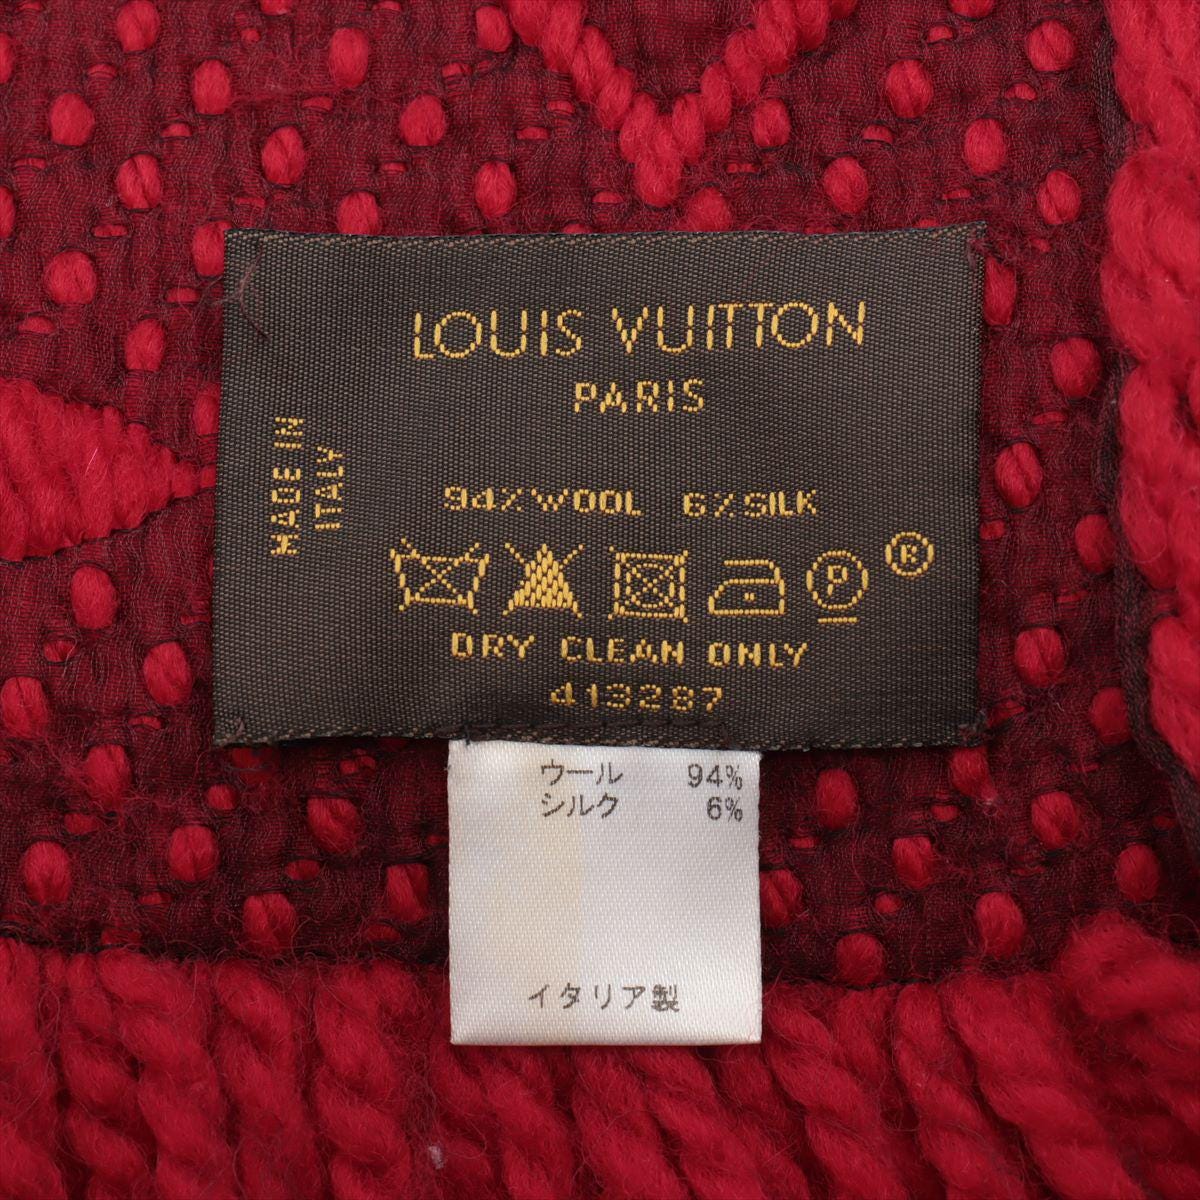 LOUIS VUITTON
PARIS
MADE IN
ITALY
94% WOOL 6% SILK
P ®
DRY CLEAN ONLY
413287
ウール 94%
シルク 6%
イタリア製